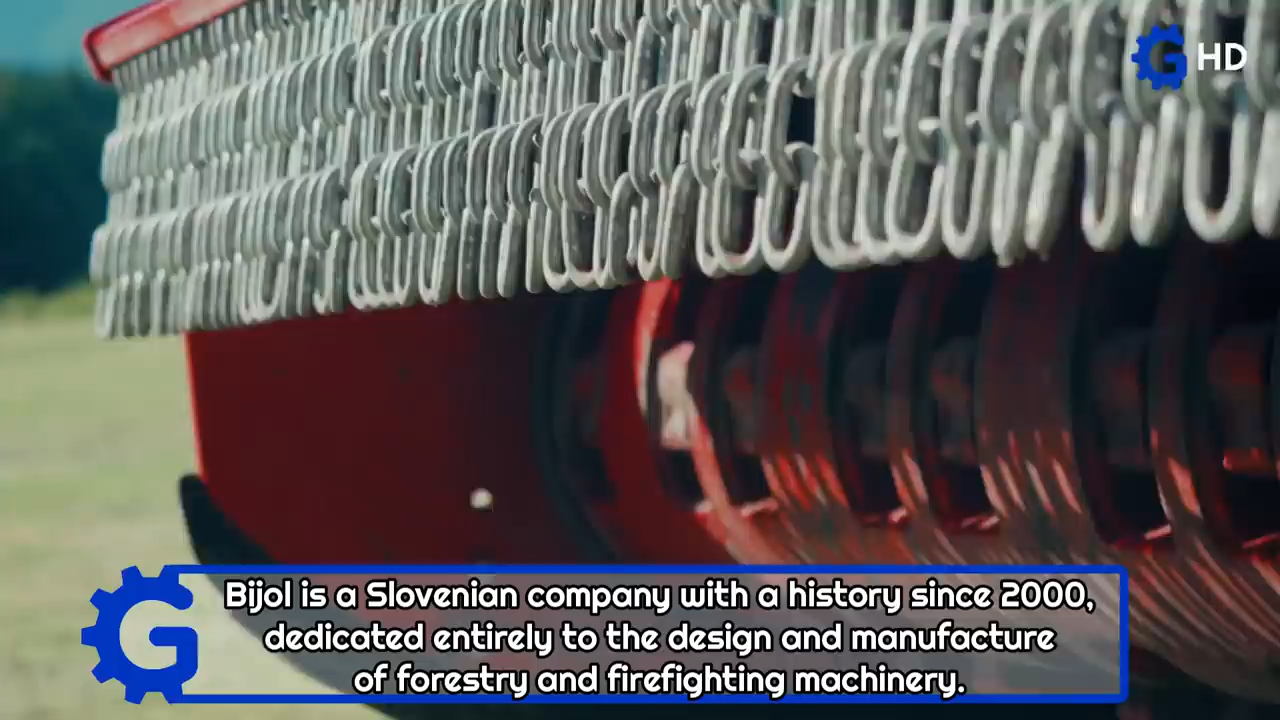 G HD
Bijol is a Slovenian company with a history since 2000,
dedicated entirely to the design and manufacture
of forestry and firefighting machinery.
G